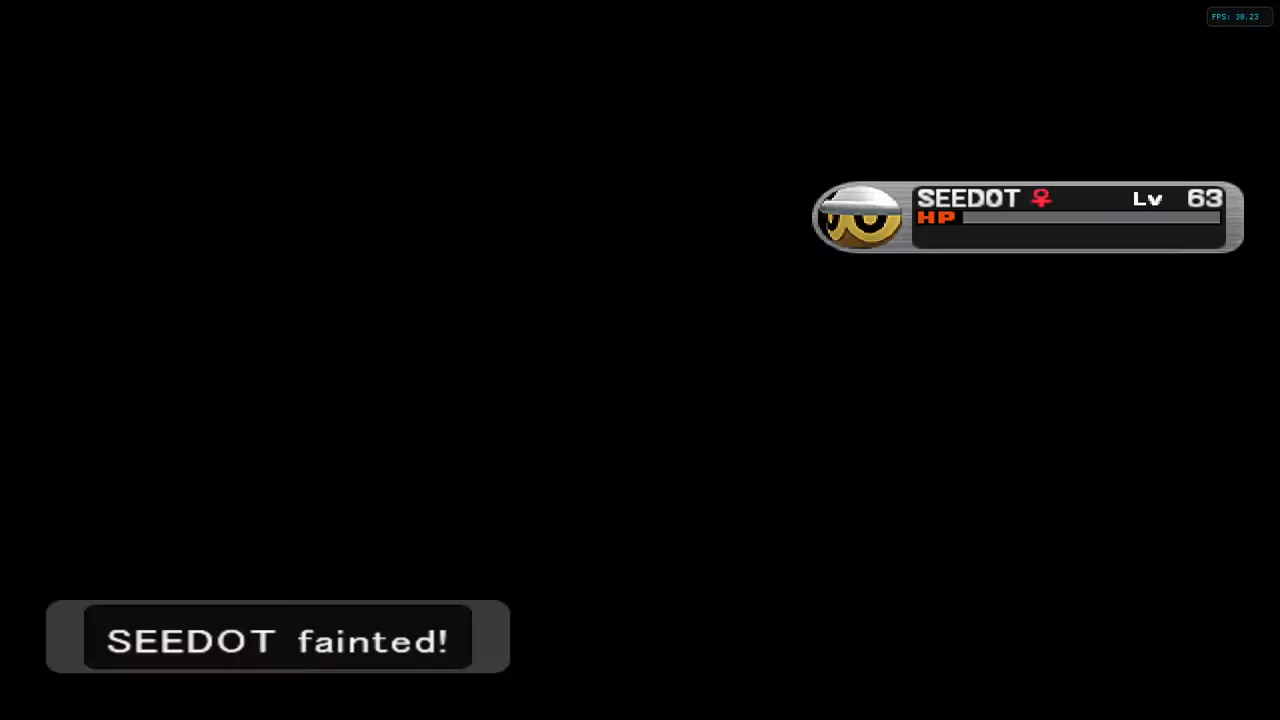 FPS: 30.23
SEEDOT ♀ Lv 63
HP
SEEDOT fainted!